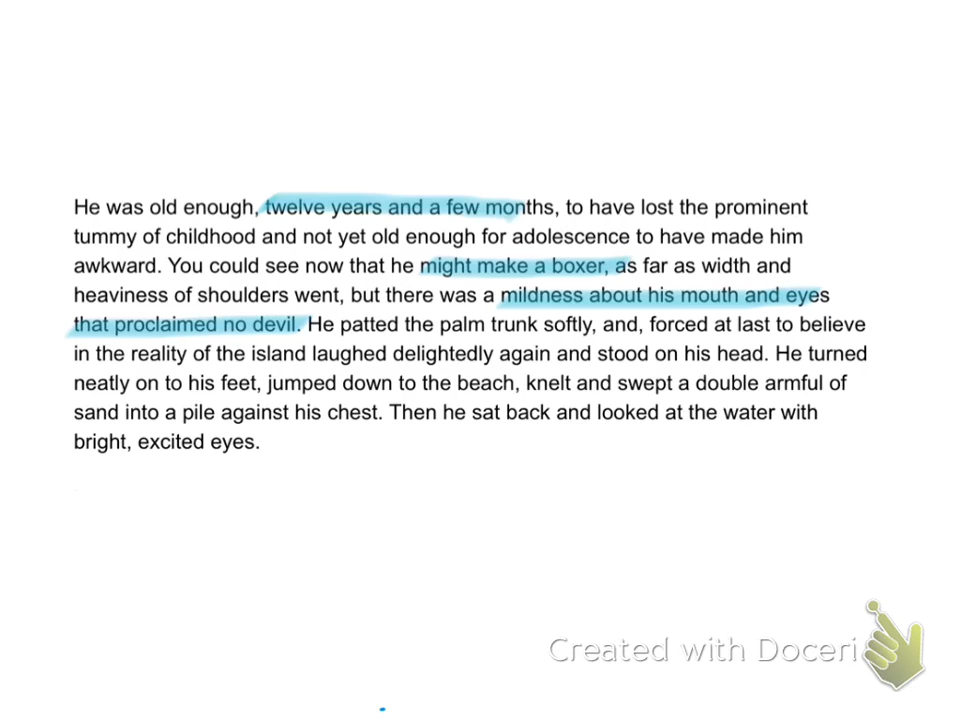 He was old enough, twelve years and a few months, to have lost the prominent
tummy of childhood and not yet old enough for adolescence to have made him
awkward. You could see now that he might make a boxer, as far as width and
heaviness of shoulders went, but there was a mildness about his mouth and eyes
that proclaimed no devil. He patted the palm trunk softly, and, forced at last to believe
in the reality of the island laughed delightedly again and stood on his head. He turned
neatly on to his feet, jumped down to the beach, knelt and swept a double armful of
sand into a pile against his chest. Then he sat back and looked at the water with
bright, excited eyes.
Created with Doceri